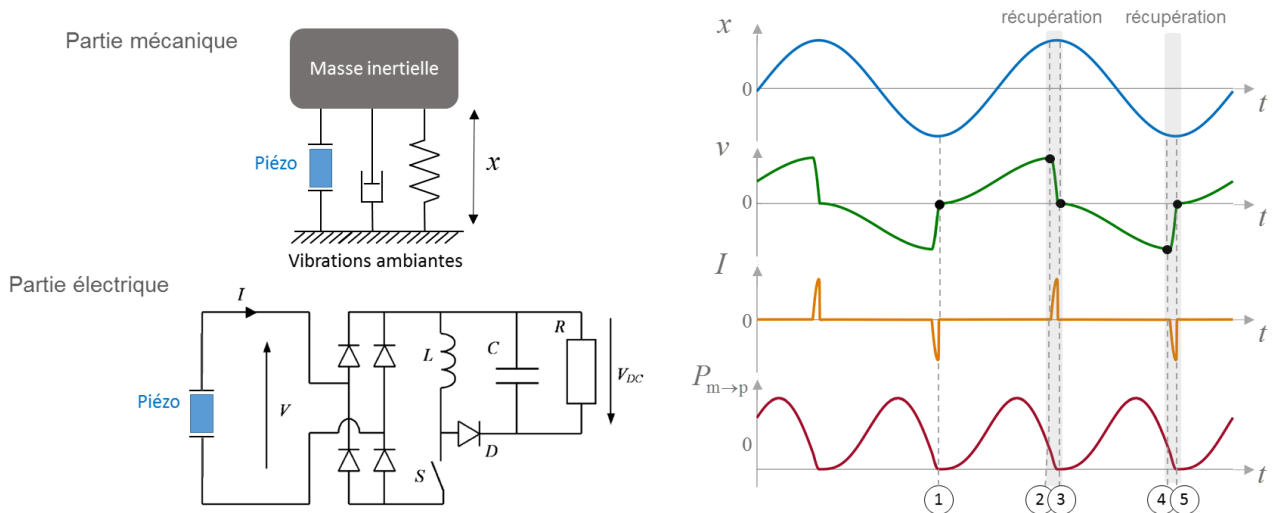 Partie mécanique
Masse inertielle
Piézo
x
Vibrations ambiantes
Partie électrique
I
Piézo
V
L
C
R
V_DC
D
S
récupération récupération
x
0
t
v
0
t
I
0
t
P_m→p
0
t
1 2 3 4 5